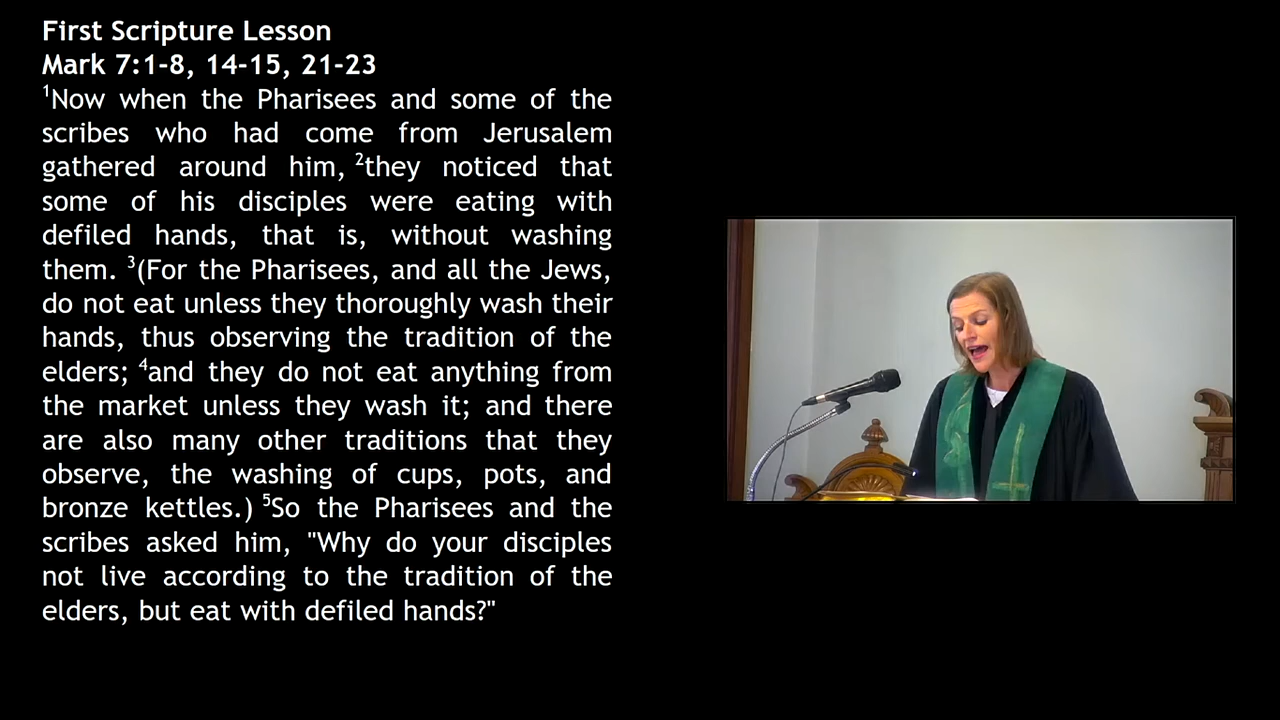 First Scripture Lesson
Mark 7:1-8, 14-15, 21-23
¹Now when the Pharisees and some of the
scribes who had come from Jerusalem
gathered around him, ²they noticed that
some of his disciples were eating with
defiled hands, that is, without washing
them. ³(For the Pharisees, and all the Jews,
do not eat unless they thoroughly wash their
hands, thus observing the tradition of the
elders; ⁴and they do not eat anything from
the market unless they wash it; and there
are also many other traditions that they
observe, the washing of cups, pots, and
bronze kettles.) ⁵So the Pharisees and the
scribes asked him, "Why do your disciples
not live according to the tradition of the
elders, but eat with defiled hands?"